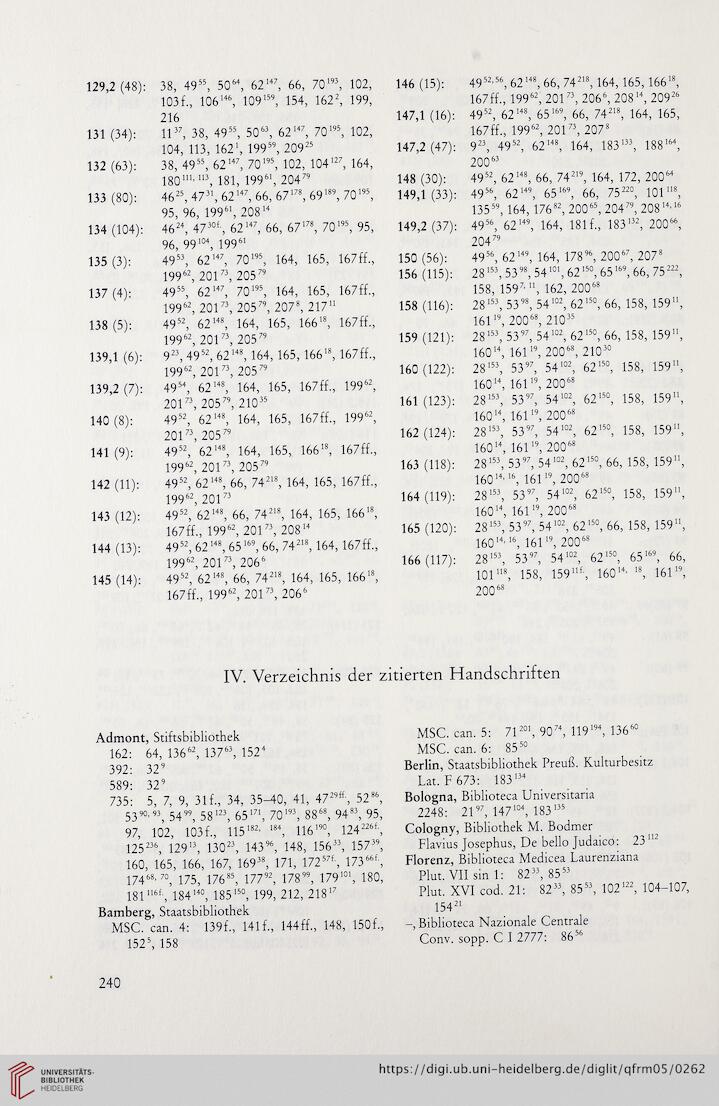 129,2 (48): 38, 49⁵⁵, 50⁶⁴, 62¹⁴⁷, 66, 70¹⁹³, 102,
103f., 106¹⁴⁶, 109¹⁵⁹, 154, 162², 199,
216
131 (34): 11³⁷, 38, 49⁵⁵, 50⁶³, 62¹⁴⁷, 70¹⁹⁵, 102,
104, 113, 162¹, 199⁵⁹, 209²⁵
132 (63): 38, 49⁵⁵, 62¹⁴⁷, 70¹⁹⁵, 102, 104¹²⁷, 164,
180¹¹¹· ¹¹³, 181, 199⁶¹, 204⁷⁹
133 (80): 46²⁵, 47³¹, 62¹⁴⁷, 66, 67¹⁷⁸, 69¹⁸⁹, 70¹⁹⁵,
95, 96, 199⁶¹, 208¹⁴
134 (104): 46²⁴, 47³⁰ᶠ·, 62¹⁴⁷, 66, 67¹⁷⁸, 70¹⁹⁵, 95,
96, 99¹⁰⁴, 199⁶¹
135 (3): 49⁵³, 62¹⁴⁷, 70¹⁹⁵, 164, 165, 167ff.,
199⁶², 201⁷³, 205⁷⁹
137 (4): 49⁵⁵, 62¹⁴⁷, 70¹⁹⁵, 164, 165, 167ff.,
199⁶², 201⁷³, 205⁷⁹, 207⁸, 217¹¹
138 (5): 49⁵², 62¹⁴⁸, 164, 165, 166¹⁸, 167ff.,
199⁶², 201⁷³, 205⁷⁹
139,1 (6): 9²³, 49⁵², 62¹⁴⁸, 164, 165, 166¹⁸, 167ff.,
199⁶², 201⁷³, 205⁷⁹
139,2 (7): 49⁵⁴, 62¹⁴⁸, 164, 165, 167ff., 199⁶²,
201⁷³, 205⁷⁹, 210³⁵
140 (8): 49⁵², 62¹⁴⁸, 164, 165, 167ff., 199⁶²,
201⁷³, 205⁷⁹
141 (9): 49⁵², 62¹⁴⁸, 164, 165, 166¹⁸, 167ff.,
199⁶², 201⁷³, 205⁷⁹
142 (11): 49⁵², 62¹⁴⁸, 66, 74²¹⁸, 164, 165, 167ff.,
199⁶², 201⁷³
143 (12): 49⁵², 62¹⁴⁸, 66, 74²¹⁸, 164, 165, 166¹⁸,
167ff., 199⁶², 201⁷³, 208¹⁴
144 (13): 49⁵², 62¹⁴⁸, 65¹⁶⁹, 66, 74²¹⁸, 164, 167ff.,
199⁶², 201⁷³, 206⁶
145 (14): 49⁵², 62¹⁴⁸, 66, 74²¹⁸, 164, 165, 166¹⁸,
167ff., 199⁶², 201⁷³, 206⁶
146 (15): 49⁵²·⁵⁶, 62¹⁴⁸, 66, 74²¹⁸, 164, 165, 166¹⁸,
167ff., 199⁶², 201⁷³, 206⁶, 208¹⁴, 209²⁶
147,1 (16): 49⁵², 62¹⁴⁸, 65¹⁶⁹, 66, 74²¹⁸, 164, 165,
167ff., 199⁶², 201⁷³, 207⁸
147,2 (47): 9²³, 49⁵², 62¹⁴⁸, 164, 183¹³³, 188¹⁶⁴,
200⁶³
148 (30): 49⁵², 62¹⁴⁸, 66, 74²¹⁹, 164, 172, 200⁶⁴
149,1 (33): 49⁵⁶, 62¹⁴⁹, 65¹⁶⁹, 66, 75²²⁰, 101¹¹⁸,
135⁵⁹, 164, 176⁸², 200⁶⁵, 204⁷⁹, 208¹⁴·¹⁶
149,2 (37): 49⁵⁶, 62¹⁴⁹, 164, 181f., 183¹³², 200⁶⁶,
204⁷⁹
150 (56): 49⁵⁶, 62¹⁴⁹, 164, 178⁹⁶, 200⁶⁷, 207⁸
156 (115): 28¹⁵³, 53⁹⁸, 54¹⁰¹, 62¹⁵⁰, 65¹⁶⁹, 66, 75²²²,
158, 159⁷· ¹¹, 162, 200⁶⁸
158 (116): 28¹⁵³, 53⁹⁸, 54¹⁰², 62¹⁵⁰, 66, 158, 159¹¹,
161¹⁹, 200⁶⁸, 210³⁵
159 (121): 28¹⁵³, 53⁹⁷, 54¹⁰², 62¹⁵⁰, 66, 158, 159¹¹,
160¹⁴, 161¹⁹, 200⁶⁸, 210³⁰
160 (122): 28¹⁵³, 53⁹⁷, 54¹⁰², 62¹⁵⁰, 158, 159¹¹,
160¹⁴, 161¹⁹, 200⁶⁸
161 (123): 28¹⁵³, 53⁹⁷, 54¹⁰², 62¹⁵⁰, 158, 159¹¹,
160¹⁴, 161¹⁹, 200⁶⁸
162 (124): 28¹⁵³, 53⁹⁷, 54¹⁰², 62¹⁵⁰, 158, 159¹¹,
160¹⁴, 161¹⁹, 200⁶⁸
163 (118): 28¹⁵³, 53⁹⁷, 54¹⁰², 62¹⁵⁰, 66, 158, 159¹¹,
160¹⁴·¹⁶, 161¹⁹, 200⁶⁸
164 (119): 28¹⁵³, 53⁹⁷, 54¹⁰², 62¹⁵⁰, 158, 159¹¹,
160¹⁴, 161¹⁹, 200⁶⁸
165 (120): 28¹⁵³, 53⁹⁷, 54¹⁰², 62¹⁵⁰, 66, 158, 159¹¹,
160¹⁴·¹⁶, 161¹⁹, 200⁶⁸
166 (117): 28¹⁵³, 53⁹⁷, 54¹⁰², 62¹⁵⁰, 65¹⁶⁹, 66,
101¹¹⁸, 158, 159¹¹ᶠ·, 160¹⁴· ¹⁸, 161¹⁹,
200⁶⁸
IV. Verzeichnis der zitierten Handschriften
Admont, Stiftsbibliothek
162: 64, 136⁶², 137⁶³, 152⁴
392: 32⁹
589: 32⁹
735: 5, 7, 9, 31f., 34, 35–40, 41, 47²⁹ᶠᶠ·, 52⁸⁶,
53⁹⁰·⁹³, 54⁹⁹, 58¹²³, 65¹⁷¹, 70¹⁹³, 88⁶⁸, 94⁸³, 95,
97, 102, 103f., 115¹⁸²· ¹⁸⁴, 116¹⁹⁰, 124²²⁶ᶠ·,
125²³⁶, 129¹³, 130²³, 143⁹⁶, 148, 156³³, 157³⁹,
160, 165, 166, 167, 169³⁸, 171, 172⁵⁷ᶠ·, 173⁶⁶ᶠ·,
174⁶⁸·⁷⁰, 175, 176⁸⁵, 177⁹², 178⁹⁹, 179¹⁰¹, 180,
181¹¹⁶ᶠ·, 184¹⁴⁰, 185¹⁵⁰, 199, 212, 218¹⁷
Bamberg, Staatsbibliothek
MSC. can. 4: 139f., 141f., 144ff., 148, 150f.,
152⁵, 158
MSC. can. 5: 71²⁰¹, 90⁷⁴, 119¹⁹⁴, 136⁶⁰
MSC. can. 6: 85⁵⁰
Berlin, Staatsbibliothek Preuß. Kulturbesitz
Lat. F 673: 183¹³⁴
Bologna, Biblioteca Universitaria
2248: 21⁹⁷, 147¹⁰⁴, 183¹³⁵
Cologny, Bibliothek M. Bodmer
Flavius Josephus, De bello Judaico: 23¹¹²
Florenz, Biblioteca Medicea Laurenziana
Plut. VII sin 1: 82³³, 85⁵³
Plut. XVI cod. 21: 82³³, 85⁵³, 102¹²², 104–107,
154²¹
–, Biblioteca Nazionale Centrale
Conv. sopp. C I 2777: 86⁵⁶
240
UNIVERSITÄTS-
BIBLIOTHEK
HEIDELBERG
https://digi.ub.uni-heidelberg.de/diglit/qfrm05/0262